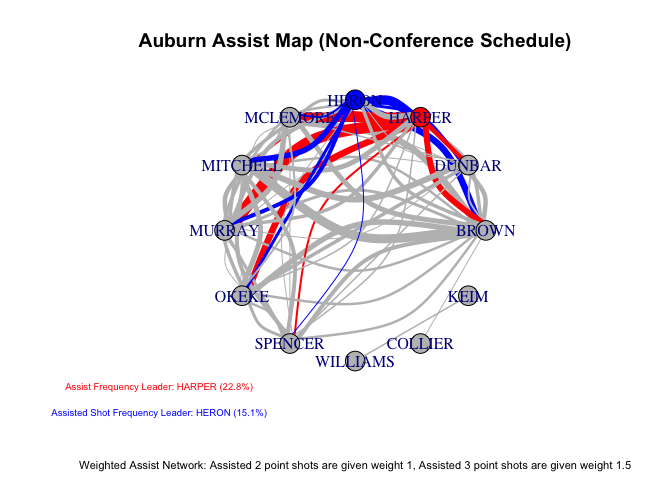 Auburn Assist Map (Non-Conference Schedule)
HERON
MCLEMORE
HARPER
MITCHELL
DUNBAR
MURRAY
BROWN
OKEKE
KEIM
SPENCER
COLLIER
WILLIAMS
Assist Frequency Leader: HARPER (22.8%)
Assisted Shot Frequency Leader: HERON (15.1%)
Weighted Assist Network: Assisted 2 point shots are given weight 1, Assisted 3 point shots are given weight 1.5